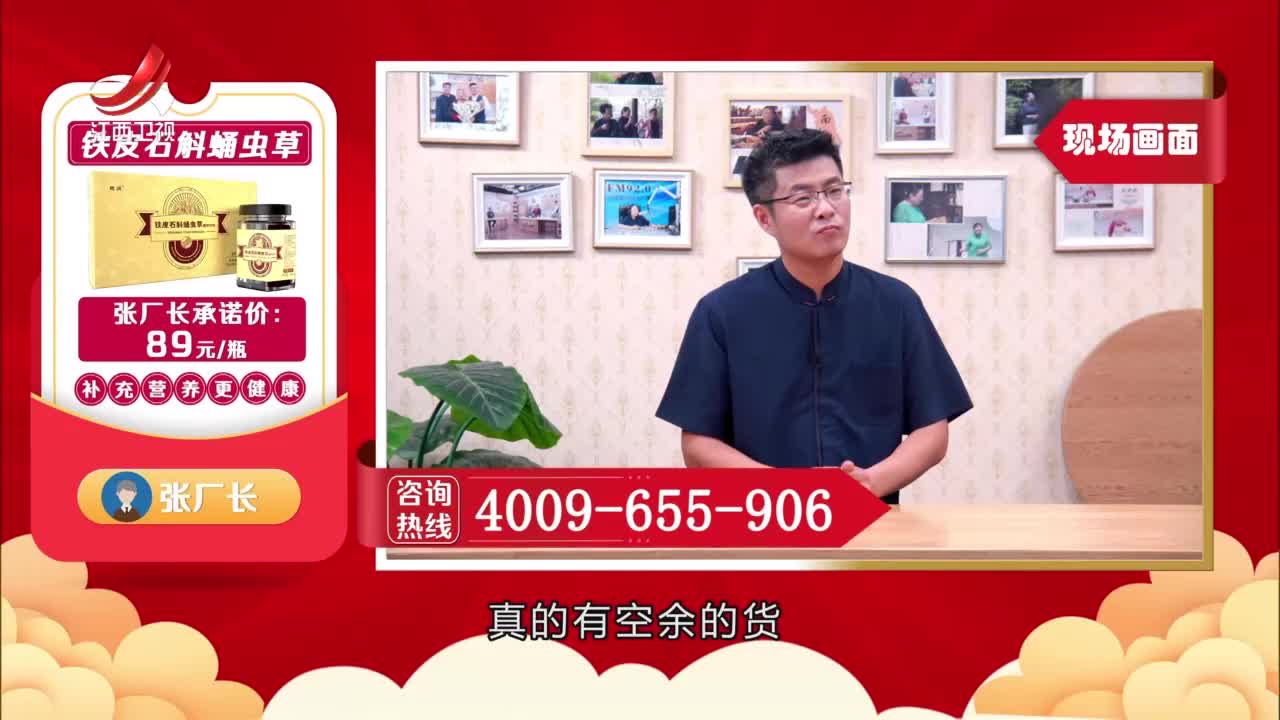 江西卫视
铁皮石斛蛹虫草
铁皮石斛蛹虫草
张厂长承诺价：
89元/瓶
补充营养更健康
张厂长
FM92.0
现场画面
咨询热线
4009-655-906
真的有空余的货